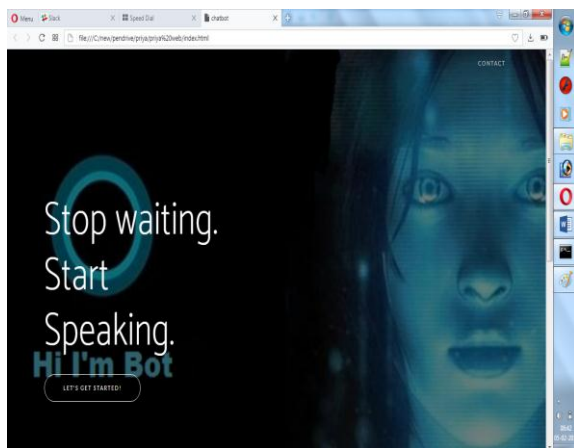 Menu
Slack
Speed Dial
chatbot
file:///C:/new/pendrive/priya/priya%20web/index.html
CONTACT
Stop waiting.
Start
Speaking.
Hi I'm Bot
LET'S GET STARTED!